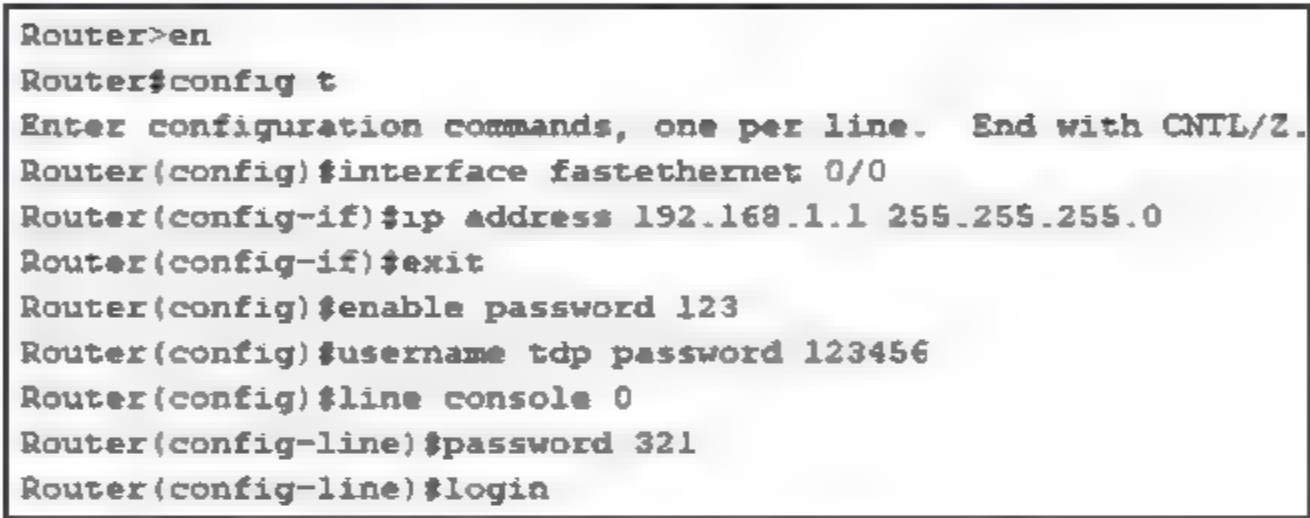 Router>en
Router#config t
Enter configuration commands, one per line.  End with CNTL/Z.
Router(config)#interface fastethernet 0/0
Router(config-if)#ip address 192.168.1.1 255.255.255.0
Router(config-if)#exit
Router(config)#enable password 123
Router(config)#username tdp password 123456
Router(config)#line console 0
Router(config-line)#password 321
Router(config-line)#login